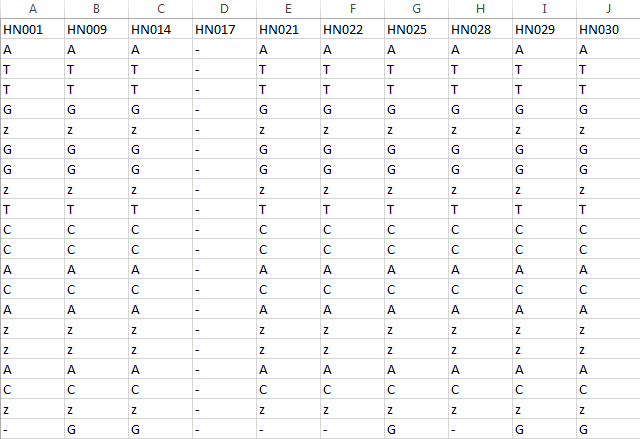 A B C D E F G H I J
HN001 HN009 HN014 HN017 HN021 HN022 HN025 HN028 HN029 HN030
A A A - A A A A A A
T T T - T T T T T T
T T T - T T T T T T
G G G - G G G G G G
z z z - z z z z z z
G G G - G G G G G G
G G G - G G G G G G
z z z - z z z z z z
T T T - T T T T T T
C C C - C C C C C C
C C C - C C C C C C
A A A - A A A A A A
C C C - C C C C C C
A A A - A A A A A A
z z z - z z z z z z
z z z - z z z z z z
A A A - A A A A A A
C C C - C C C C C C
z z z - z z z z z z
- G G - - - G - G G